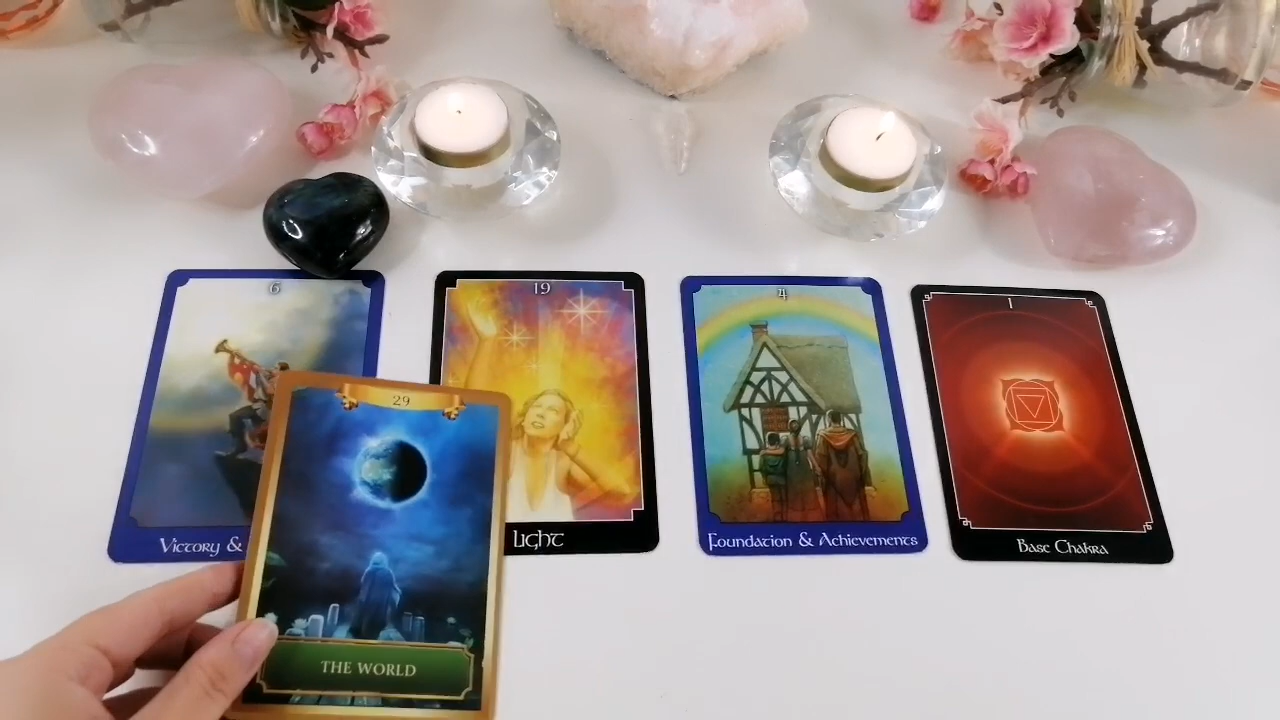 6
Victory &
19
Light
4
Foundation & Achievements
1
Base Chakra
29
THE WORLD